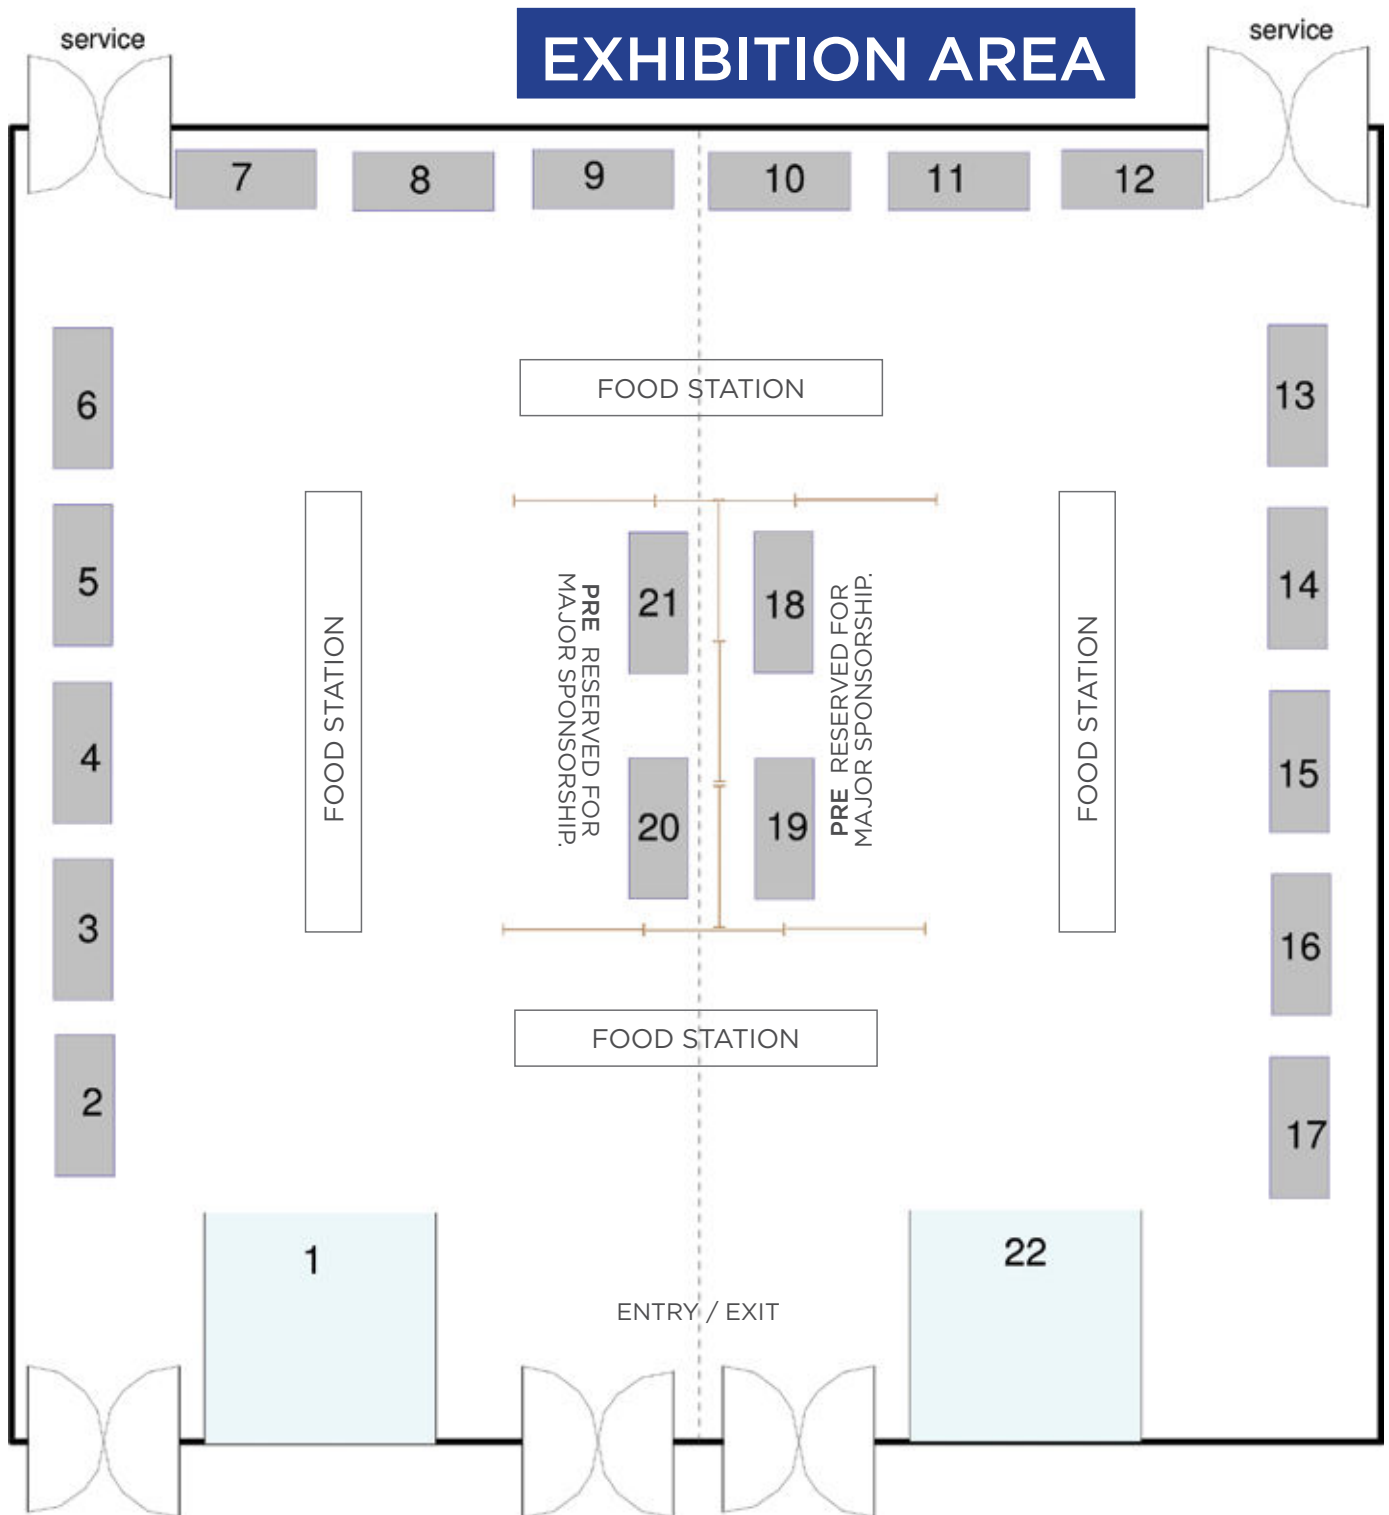 EXHIBITION AREA
service
service
7
8
9
10
11
12
6
13
FOOD STATION
5
14
21
18
PRE RESERVED FOR
MAJOR SPONSORSHIP.
PRE RESERVED FOR
MAJOR SPONSORSHIP.
FOOD STATION
FOOD STATION
4
15
20
19
3
16
FOOD STATION
2
17
1
22
ENTRY / EXIT